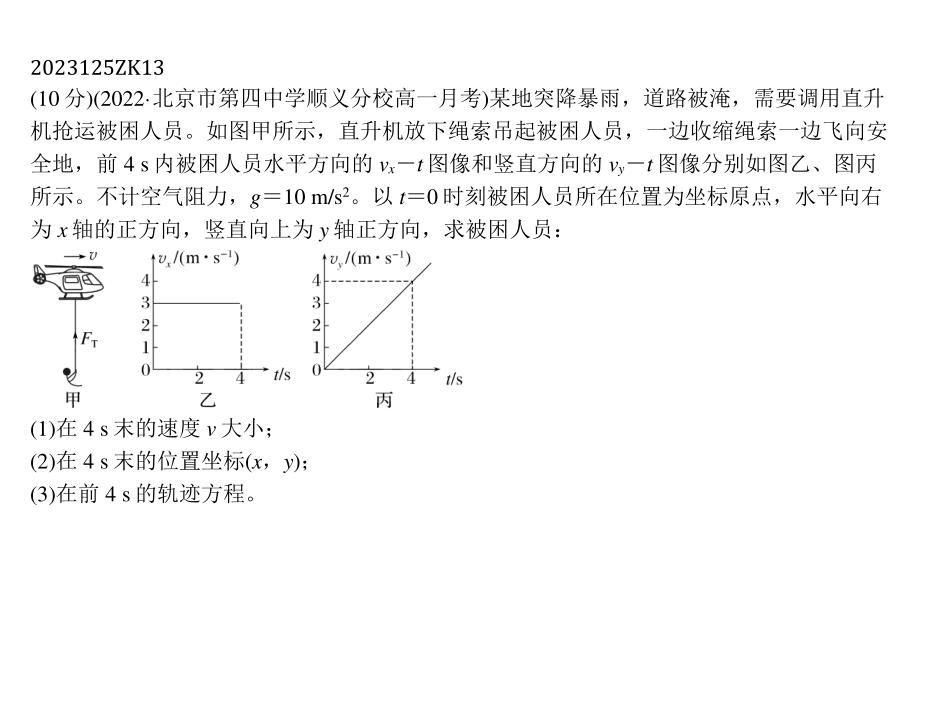 2023125ZK13
(10 分)(2022·北京市第四中学顺义分校高一月考)某地突降暴雨，道路被淹，需要调用直升
机抢运被困人员。如图甲所示，直升机放下绳索吊起被困人员，一边收缩绳索一边飞向安
全地，前 4 s 内被困人员水平方向的 vₓ－t 图像和竖直方向的 v_y－t 图像分别如图乙、图丙
所示。不计空气阻力，g＝10 m/s²。以 t＝0 时刻被困人员所在位置为坐标原点，水平向右
为 x 轴的正方向，竖直向上为 y 轴正方向，求被困人员：
v
F_T
甲
vₓ/(m·s⁻¹)
4
3
2
1
0
2
4
t/s
乙
v_y/(m·s⁻¹)
4
3
2
1
0
2
4
t/s
丙
(1)在 4 s 末的速度 v 大小；
(2)在 4 s 末的位置坐标(x，y)；
(3)在前 4 s 的轨迹方程。